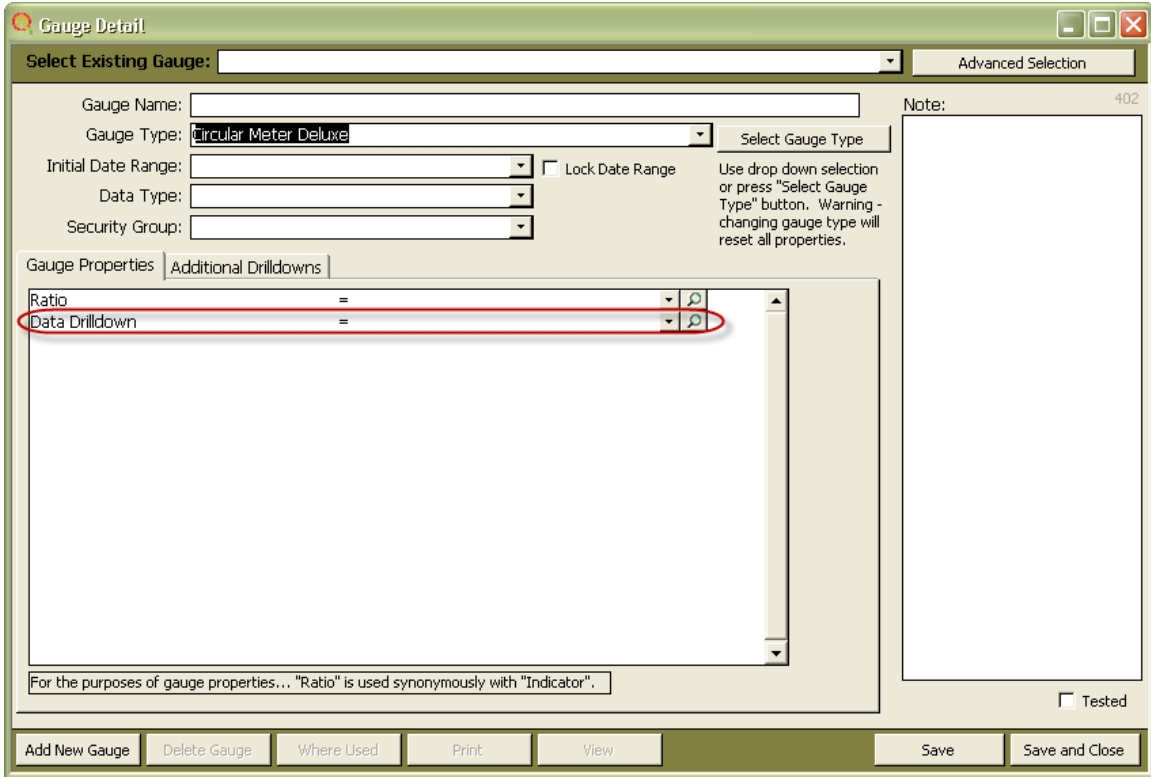 Gauge Detail
Select Existing Gauge:
Advanced Selection
Gauge Name:
Note:
402
Gauge Type: Circular Meter Deluxe
Select Gauge Type
Initial Date Range:
Lock Date Range
Use drop down selection
or press "Select Gauge
Type" button. Warning -
changing gauge type will
reset all properties.
Data Type:
Security Group:
Gauge Properties
Additional Drilldowns
Ratio =
Data Drilldown =
For the purposes of gauge properties... "Ratio" is used synonymously with "Indicator".
Tested
Add New Gauge
Delete Gauge
Where Used
Print
View
Save
Save and Close